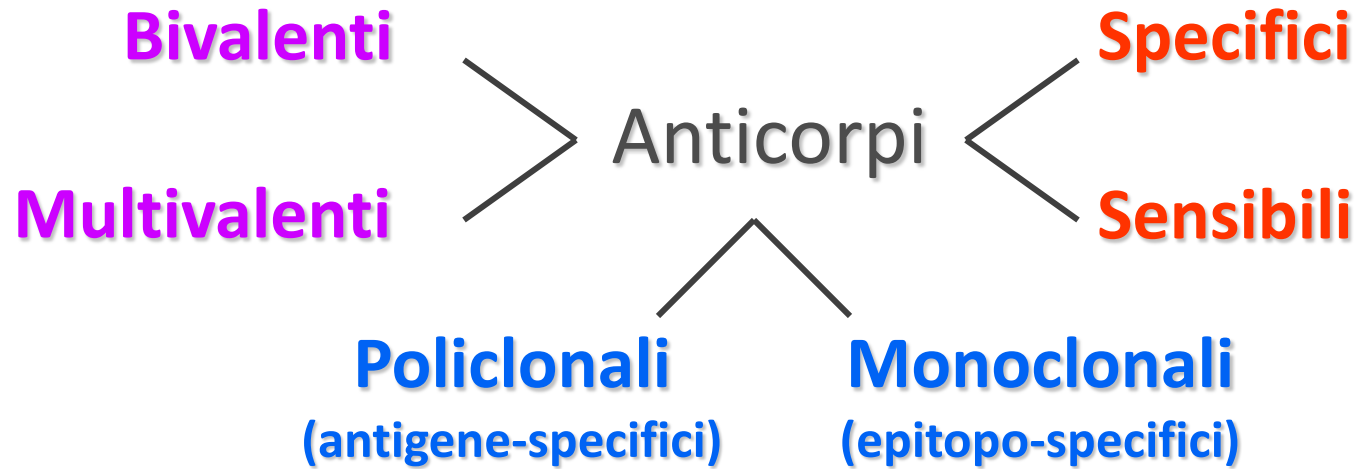 Bivalenti
Specifici
Anticorpi
Multivalenti
Sensibili
Policlonali
Monoclonali
(antigene-specifici)
(epitopo-specifici)